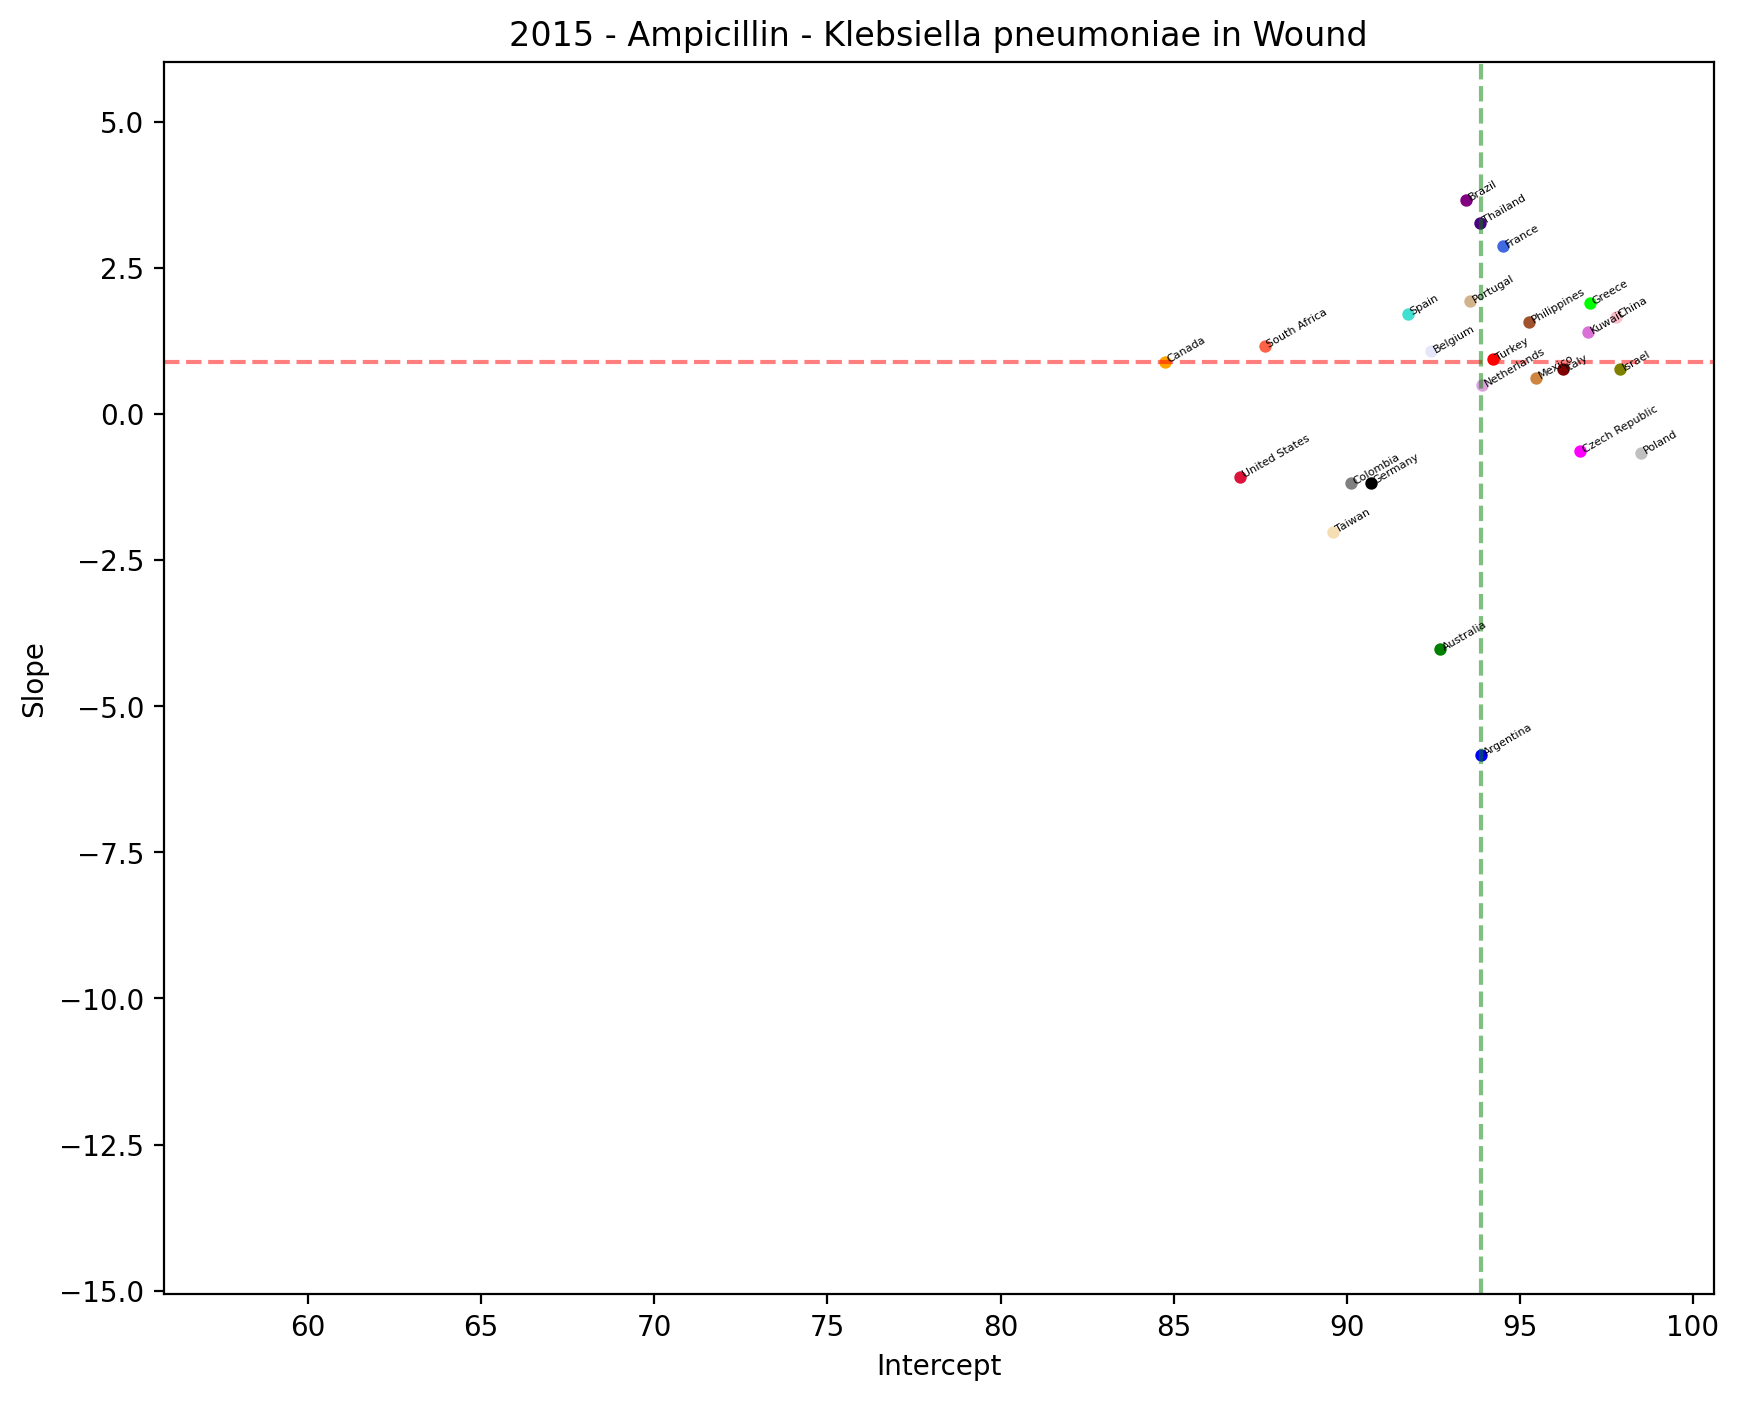 2015 - Ampicillin - Klebsiella pneumoniae in Wound
5.0
2.5
0.0
−2.5
−5.0
−7.5
−10.0
−12.5
−15.0
Slope
Brazil
Thailand
France
Portugal
Spain
Philippines
Greece
China
Kuwait
South Africa
Belgium
Canada
Turkey
Netherlands
Mexico
Italy
Israel
Czech Republic
Poland
United States
Colombia
Germany
Taiwan
Australia
Argentina
60
65
70
75
80
85
90
95
100
Intercept